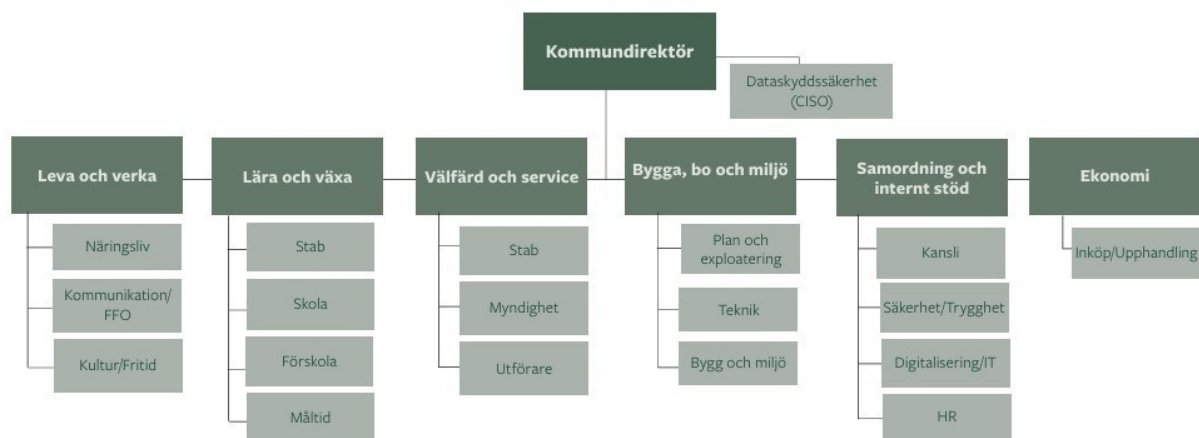 Kommundirektör
Dataskyddssäkerhet
(CISO)
Leva och verka
Näringsliv
Kommunikation/
FFO
Kultur/Fritid
Lära och växa
Stab
Skola
Förskola
Måltid
Välfärd och service
Stab
Myndighet
Utförare
Bygga, bo och miljö
Plan och
exploatering
Teknik
Bygg och miljö
Samordning och
internt stöd
Kansli
Säkerhet/Trygghet
Digitalisering/IT
HR
Ekonomi
Inköp/Upphandling